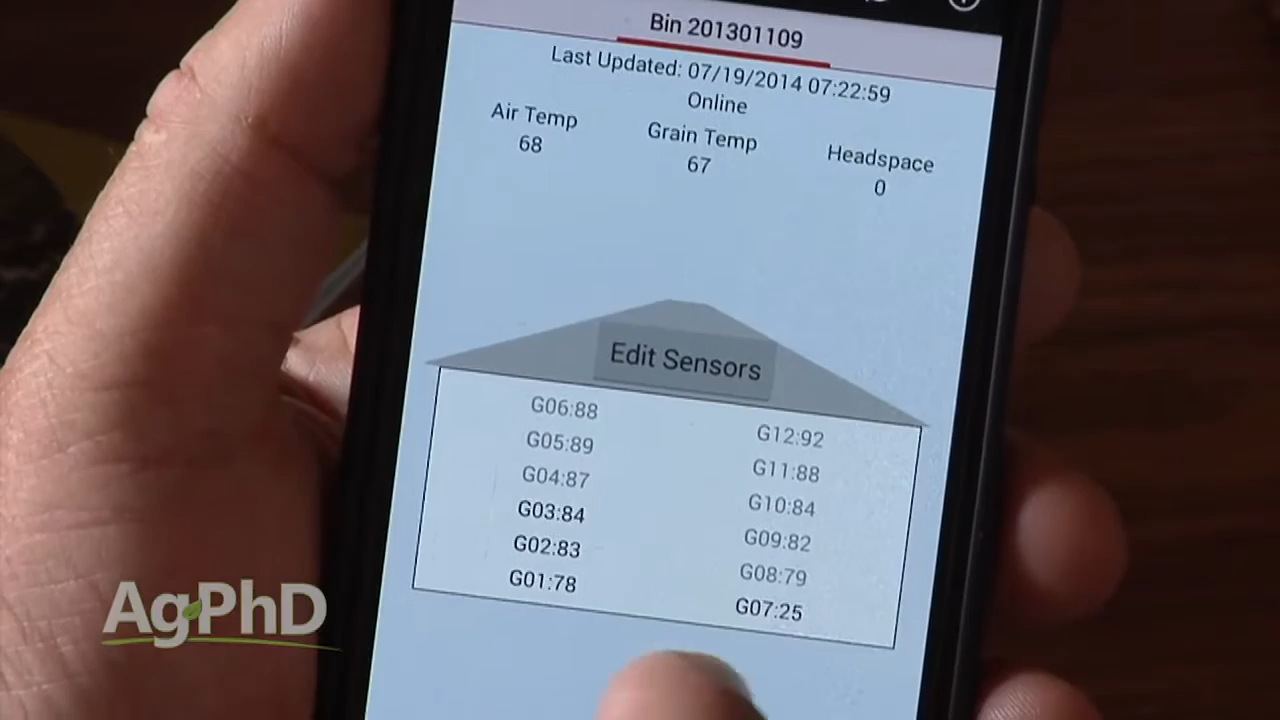 Bin 201301109
Last Updated: 07/19/2014 07:22:59
Online
Air Temp
68
Grain Temp
67
Headspace
0
Edit Sensors
G06:88
G05:89
G04:87
G03:84
G02:83
G01:78
G12:92
G11:88
G10:84
G09:82
G08:79
G07:25
AgPhD